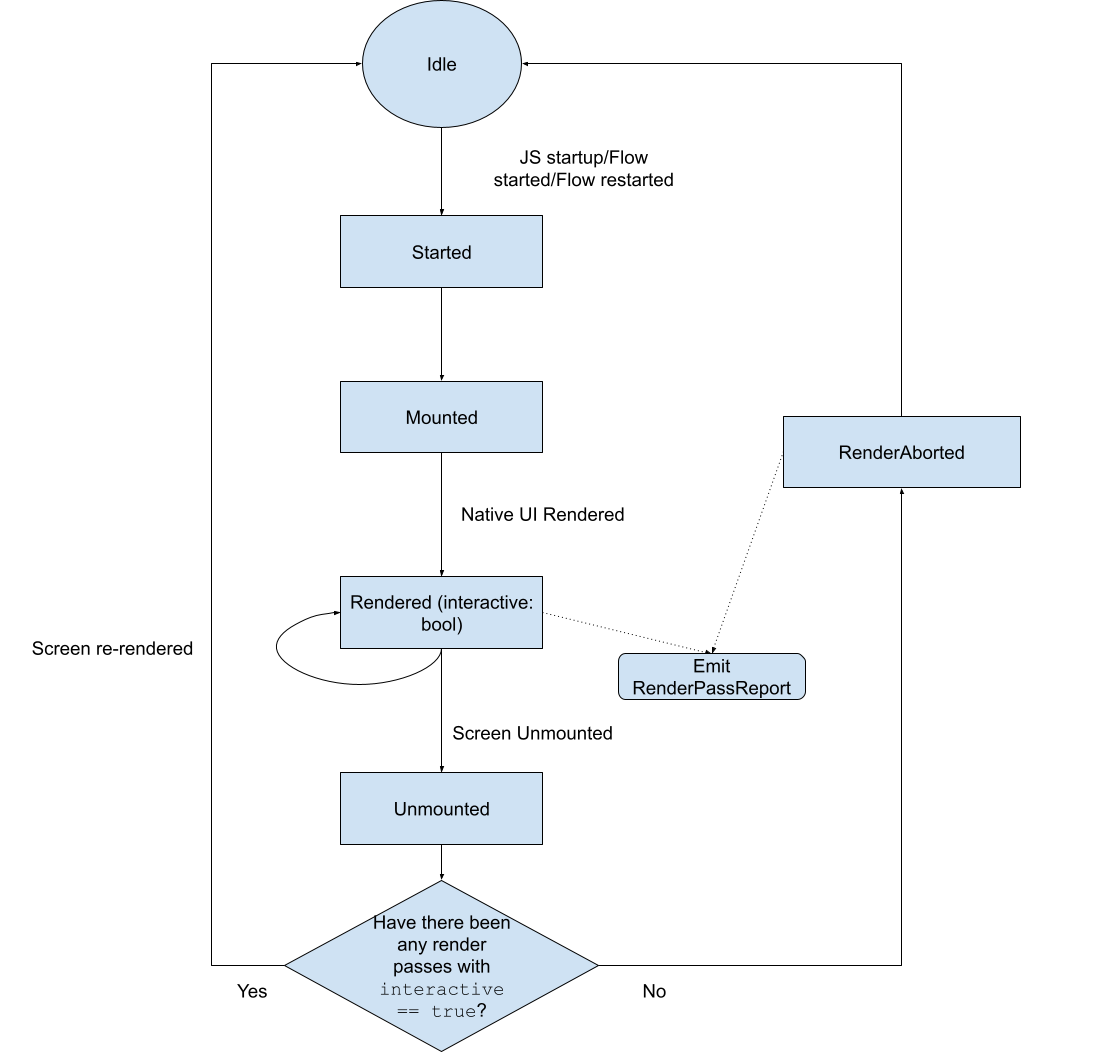 Idle
JS startup/Flow
started/Flow restarted
Started
Mounted
RenderAborted
Native UI Rendered
Rendered (interactive:
bool)
Screen re-rendered
Emit
RenderPassReport
Screen Unmounted
Unmounted
Have there been
any render
passes with
interactive
== true?
Yes
No